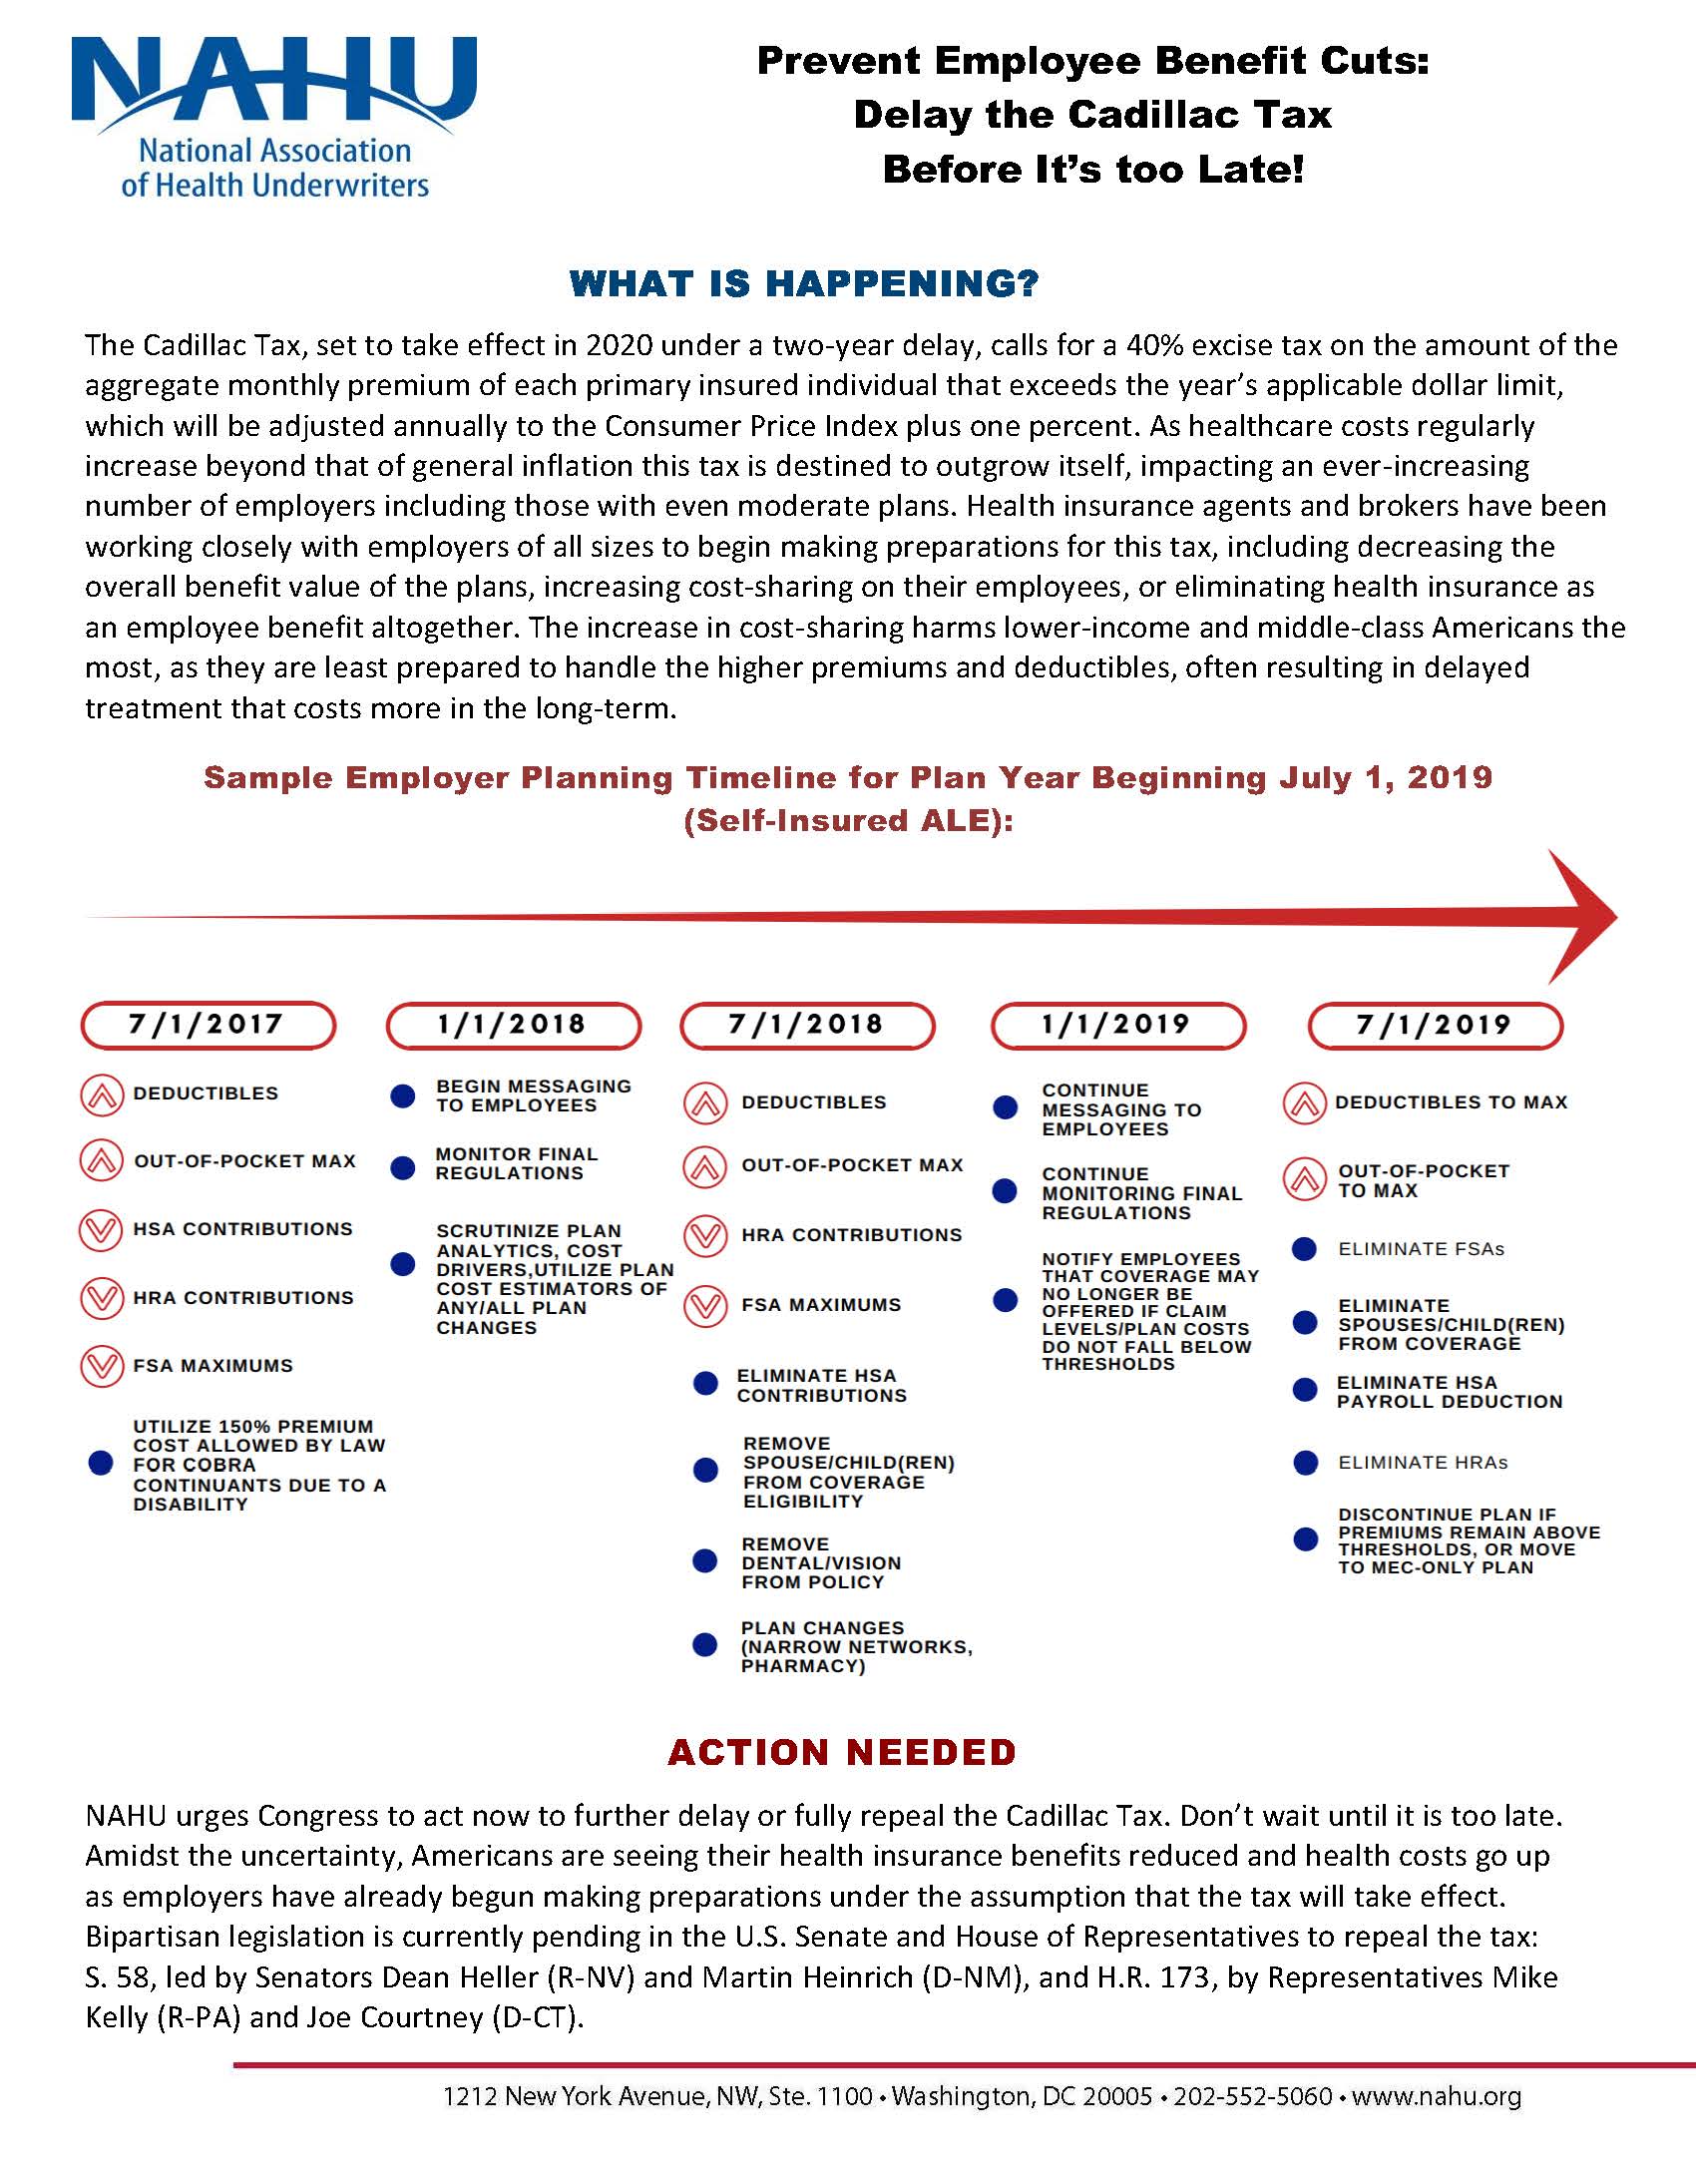 NAHU
National Association
of Health Underwriters
Prevent Employee Benefit Cuts:
Delay the Cadillac Tax
Before It's too Late!
WHAT IS HAPPENING?
The Cadillac Tax, set to take effect in 2020 under a two-year delay, calls for a 40% excise tax on the amount of the
aggregate monthly premium of each primary insured individual that exceeds the year's applicable dollar limit,
which will be adjusted annually to the Consumer Price Index plus one percent. As healthcare costs regularly
increase beyond that of general inflation this tax is destined to outgrow itself, impacting an ever-increasing
number of employers including those with even moderate plans. Health insurance agents and brokers have been
working closely with employers of all sizes to begin making preparations for this tax, including decreasing the
overall benefit value of the plans, increasing cost-sharing on their employees, or eliminating health insurance as
an employee benefit altogether. The increase in cost-sharing harms lower-income and middle-class Americans the
most, as they are least prepared to handle the higher premiums and deductibles, often resulting in delayed
treatment that costs more in the long-term.
Sample Employer Planning Timeline for Plan Year Beginning July 1, 2019
(Self-Insured ALE):
7/1/2017
DEDUCTIBLES
OUT-OF-POCKET MAX
HSA CONTRIBUTIONS
HRA CONTRIBUTIONS
FSA MAXIMUMS
UTILIZE 150% PREMIUM
COST ALLOWED BY LAW
FOR COBRA
CONTINUANTS DUE TO A
DISABILITY
1/1/2018
BEGIN MESSAGING
TO EMPLOYEES
MONITOR FINAL
REGULATIONS
SCRUTINIZE PLAN
ANALYTICS, COST
DRIVERS,UTILIZE PLAN
COST ESTIMATORS OF
ANY/ALL PLAN
CHANGES
7/1/2018
DEDUCTIBLES
OUT-OF-POCKET MAX
HRA CONTRIBUTIONS
FSA MAXIMUMS
ELIMINATE HSA
CONTRIBUTIONS
REMOVE
SPOUSE/CHILD(REN)
FROM COVERAGE
ELIGIBILITY
REMOVE
DENTAL/VISION
FROM POLICY
PLAN CHANGES
(NARROW NETWORKS,
PHARMACY)
1/1/2019
CONTINUE
MESSAGING TO
EMPLOYEES
CONTINUE
MONITORING FINAL
REGULATIONS
NOTIFY EMPLOYEES
THAT COVERAGE MAY
NO LONGER BE
OFFERED IF CLAIM
LEVELS/PLAN COSTS
DO NOT FALL BELOW
THRESHOLDS
7/1/2019
DEDUCTIBLES TO MAX
OUT-OF-POCKET
TO MAX
ELIMINATE FSAs
ELIMINATE
SPOUSES/CHILD(REN)
FROM COVERAGE
ELIMINATE HSA
PAYROLL DEDUCTION
ELIMINATE HRAs
DISCONTINUE PLAN IF
PREMIUMS REMAIN ABOVE
THRESHOLDS, OR MOVE
TO MEC-ONLY PLAN
ACTION NEEDED
NAHU urges Congress to act now to further delay or fully repeal the Cadillac Tax. Don't wait until it is too late.
Amidst the uncertainty, Americans are seeing their health insurance benefits reduced and health costs go up
as employers have already begun making preparations under the assumption that the tax will take effect.
Bipartisan legislation is currently pending in the U.S. Senate and House of Representatives to repeal the tax:
S. 58, led by Senators Dean Heller (R-NV) and Martin Heinrich (D-NM), and H.R. 173, by Representatives Mike
Kelly (R-PA) and Joe Courtney (D-CT).
1212 New York Avenue, NW, Ste. 1100 • Washington, DC 20005 • 202-552-5060 • www.nahu.org